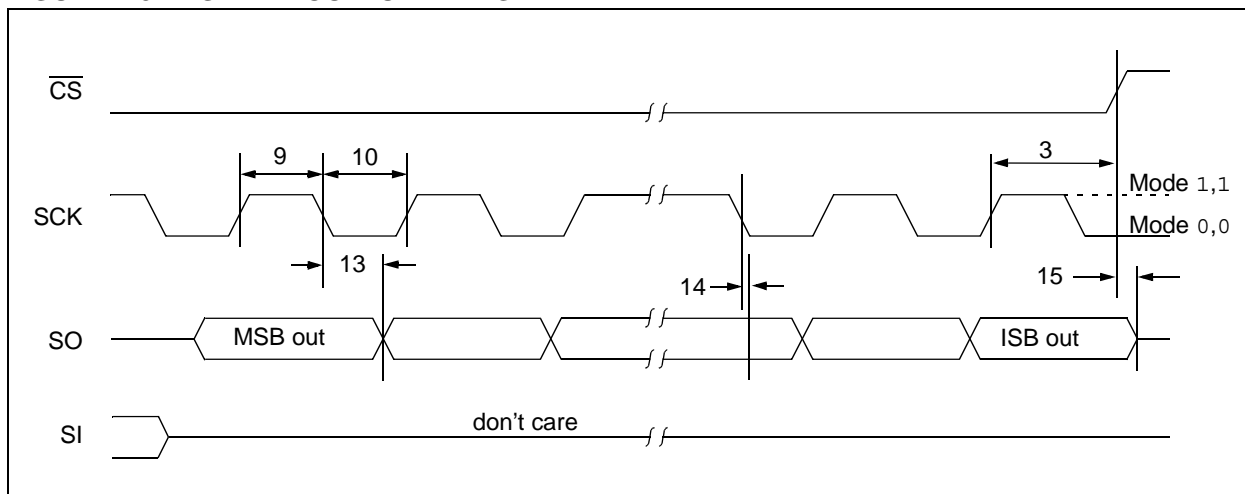 CS
9
10
3
Mode 1,1
SCK
Mode 0,0
13
14
15
SO
MSB out
ISB out
SI
don't care